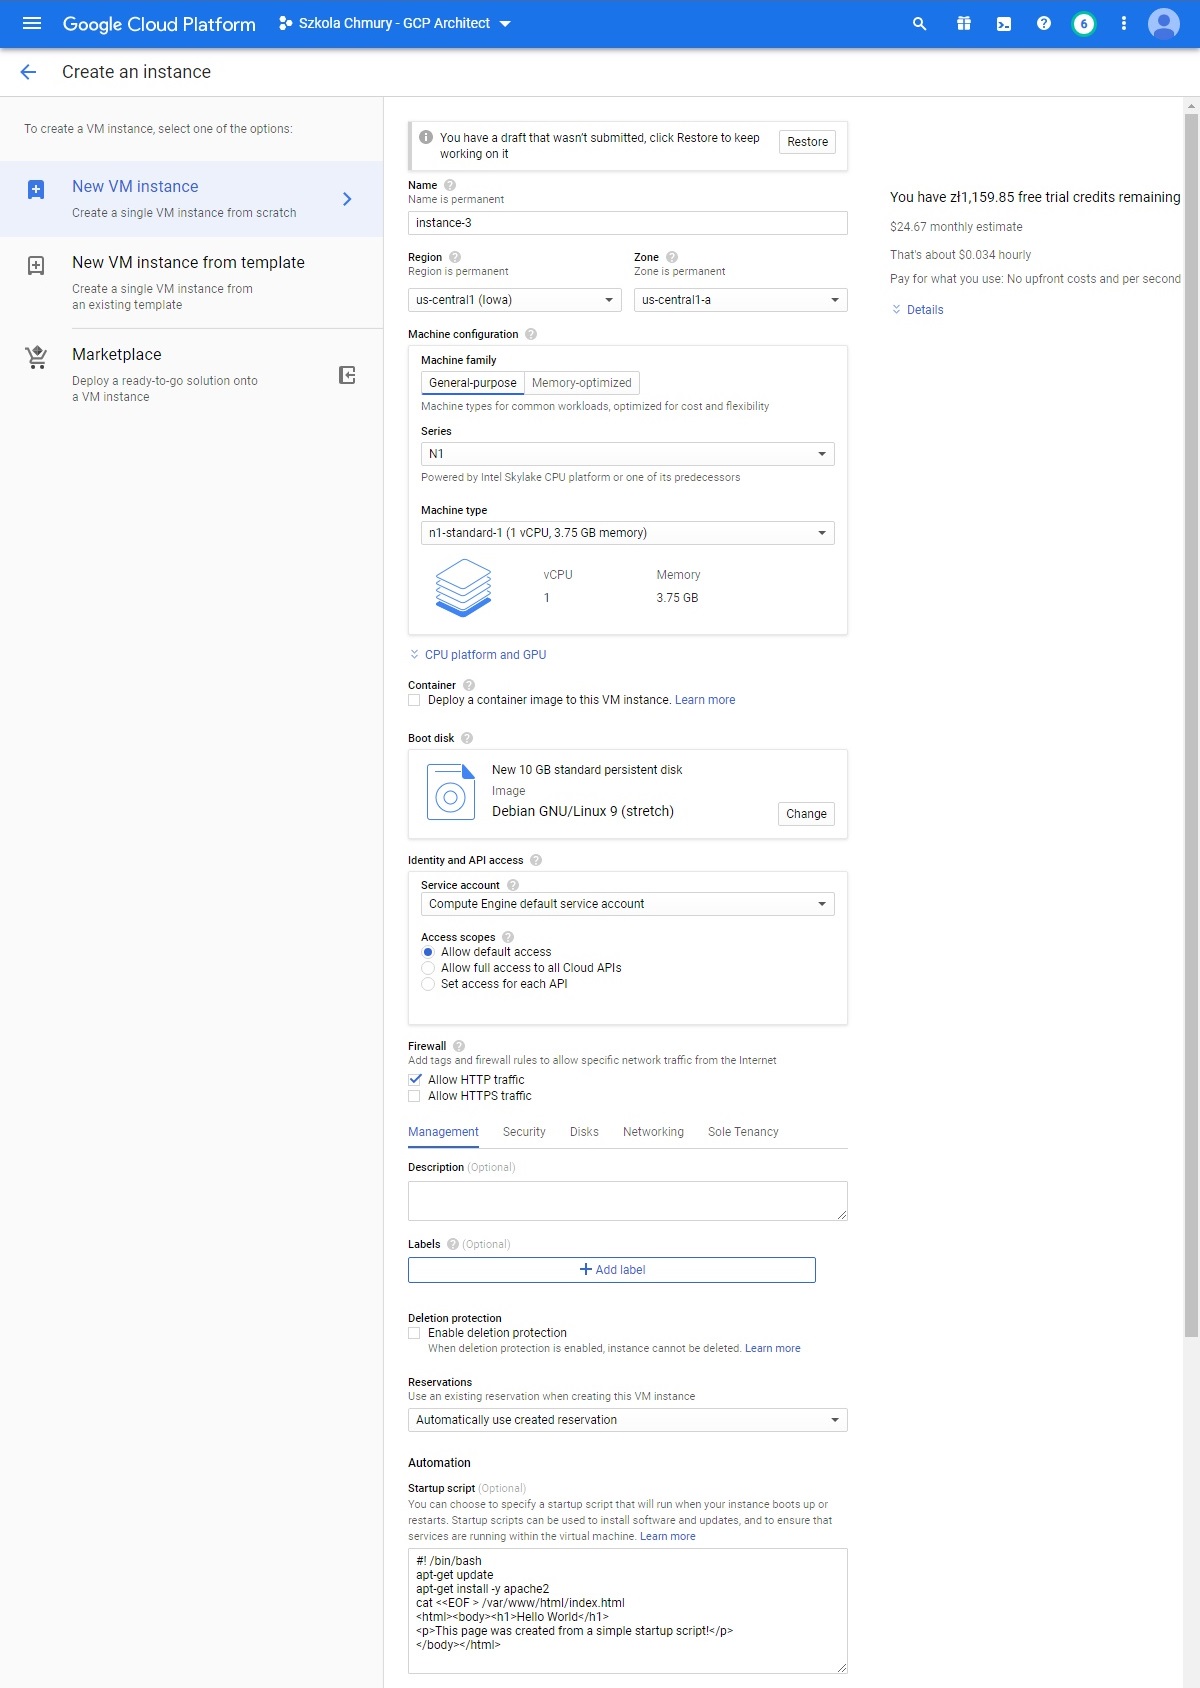 Google Cloud Platform
Szkola Chmury - GCP Architect
6
Create an instance
To create a VM instance, select one of the options:
New VM instance
Create a single VM instance from scratch
New VM instance from template
Create a single VM instance from
an existing template
Marketplace
Deploy a ready-to-go solution onto
a VM instance
You have a draft that wasn't submitted, click Restore to keep
working on it
Restore
Name
Name is permanent
instance-3
Region
Region is permanent
us-central1 (Iowa)
Zone
Zone is permanent
us-central1-a
Machine configuration
Machine family
General-purpose
Memory-optimized
Machine types for common workloads, optimized for cost and flexibility
Series
N1
Powered by Intel Skylake CPU platform or one of its predecessors
Machine type
n1-standard-1 (1 vCPU, 3.75 GB memory)
vCPU
1
Memory
3.75 GB
CPU platform and GPU
Container
Deploy a container image to this VM instance. Learn more
Boot disk
New 10 GB standard persistent disk
Image
Debian GNU/Linux 9 (stretch)
Change
Identity and API access
Service account
Compute Engine default service account
Access scopes
Allow default access
Allow full access to all Cloud APIs
Set access for each API
Firewall
Add tags and firewall rules to allow specific network traffic from the Internet
Allow HTTP traffic
Allow HTTPS traffic
Management
Security
Disks
Networking
Sole Tenancy
Description (Optional)
Labels (Optional)
Add label
Deletion protection
Enable deletion protection
When deletion protection is enabled, instance cannot be deleted. Learn more
Reservations
Use an existing reservation when creating this VM instance
Automatically use created reservation
Automation
Startup script (Optional)
You can choose to specify a startup script that will run when your instance boots up or
restarts. Startup scripts can be used to install software and updates, and to ensure that
services are running within the virtual machine. Learn more
#! /bin/bash
apt-get update
apt-get install -y apache2
cat <<EOF > /var/www/html/index.html
<html><body><h1>Hello World</h1>
<p>This page was created from a simple startup script!</p>
</body></html>
You have zł1,159.85 free trial credits remaining
$24.67 monthly estimate
That's about $0.034 hourly
Pay for what you use: No upfront costs and per second
Details